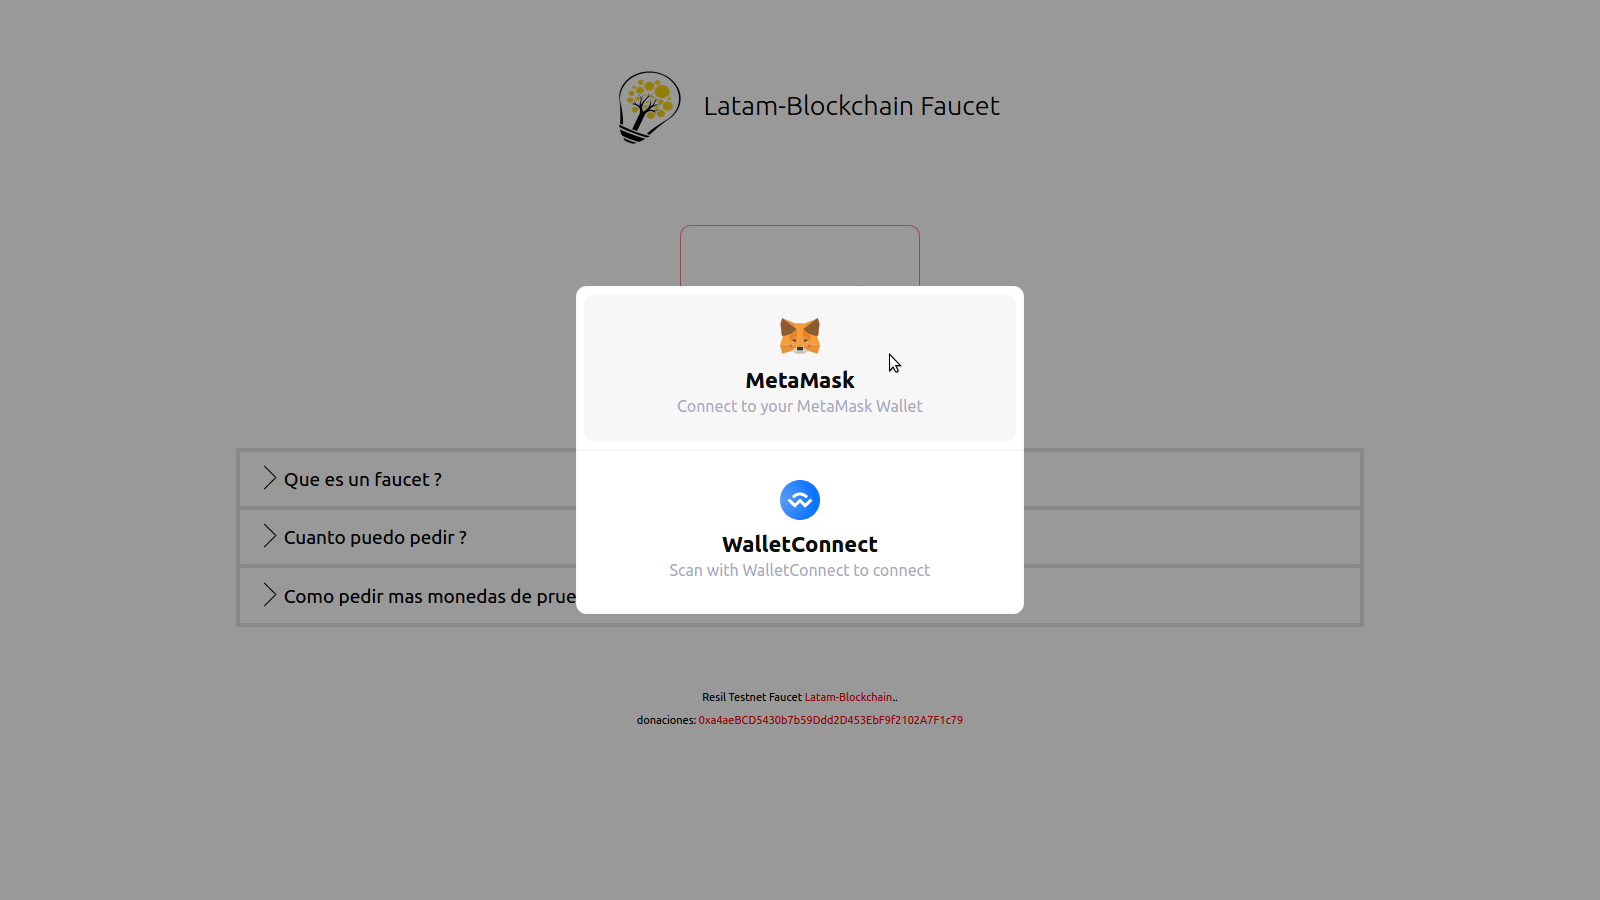 Latam-Blockchain Faucet
MetaMask
Connect to your MetaMask Wallet
WalletConnect
Scan with WalletConnect to connect
Que es un faucet ?
Cuanto puedo pedir ?
Como pedir mas monedas de prue
Resil Testnet Faucet Latam-Blockchain..
donaciones: 0xa4aeBCD5430b7b59Ddd2D453EbF9f2102A7F1c79